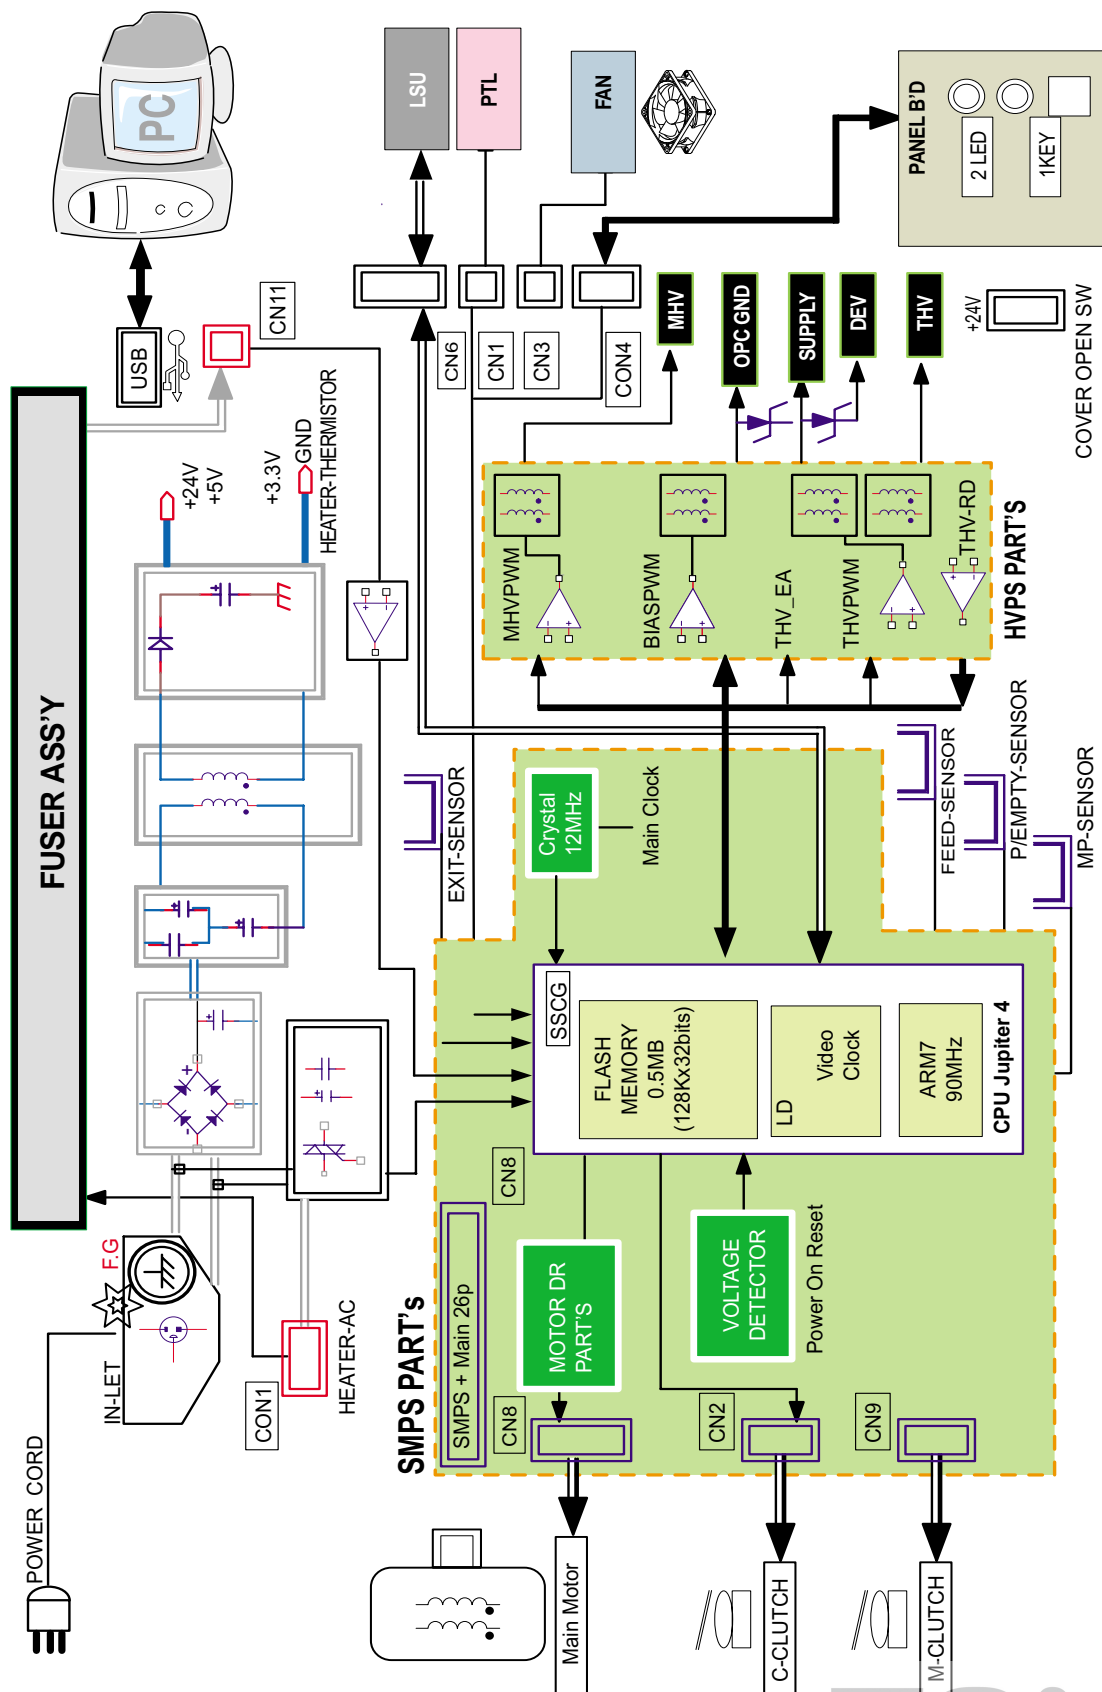 POWER CORD
IN-LET
F.G
CON1
HEATER-AC
FUSER ASS'Y
PC
USB
CN11
+24V
+5V
+3.3V
GND
HEATER-THERMISTOR
LSU
PTL
FAN
PANEL B'D
2 LED
1KEY
CN6
CN1
CN3
CON4
MHV
OPC GND
SUPPLY
DEV
THV
+24V
COVER OPEN SW
MHVPWM
BIASPWM
THV_EA
THVPWM
THV-RD
HVPS PART'S
EXIT-SENSOR
FEED-SENSOR
P/EMPTY-SENSOR
MP-SENSOR
Crystal
12MHz
Main Clock
SSCG
FLASH
MEMORY
0.5MB
(128Kx32bits)
LD
Video
Clock
ARM7
90MHz
CPU Jupiter 4
SMPS PART's
SMPS + Main 26p
CN8
MOTOR DR
PART'S
VOLTAGE
DETECTOR
Power On Reset
CN8
CN2
CN9
Main Motor
C-CLUTCH
M-CLUTCH